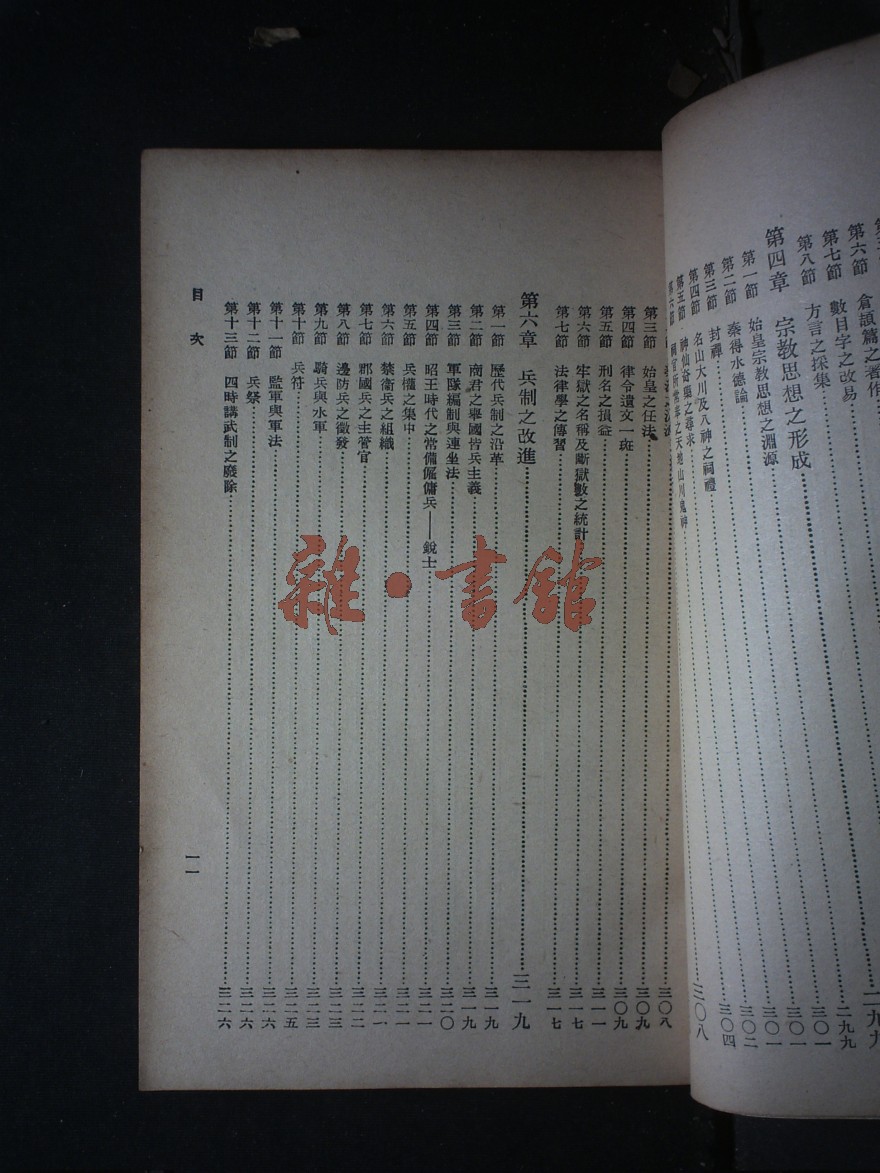 倉頡篇之著作
第六節
第七節 數目字之改易 二九九
第八節 方言之採集 三〇一
第四章 宗教思想之形成
第一節 始皇宗教思想之淵源 三〇一
第二節 秦得水德論 三〇二
第三節 封禪 三〇四
第四節 名山大川及八神之祠禮
第五節 神仙奇藥之尋求
祠官所常奉之天地山川鬼神 三〇八
第三節 始皇之任法 三〇九
第四節 律令遺文一斑 三〇九
第五節 刑名之損益 三一一
第六節 牢獄之名稱及斷獄數之統計 三一七
第七節 法律學之傳習 三一七
第六章 兵制之改進 三一九
第一節 歷代兵制之沿革 三一九
第二節 商君之舉國皆兵主義 三一九
第三節 軍隊編制與連坐法 三二〇
第四節 昭王時代之常備僱傭兵——銳士 三二一
第五節 兵權之集中 三二一
第六節 禁衛兵之組織 三二一
第七節 郡國兵之主管官 三二二
第八節 邊防兵之徵發 三二三
第九節 騎兵與水軍 三二三
第十節 兵符 三二五
第十一節 監軍與軍法 三二六
第十二節 兵祭 三二六
第十三節 四時講武制之廢除 三二六
目次
一一
雜·書館